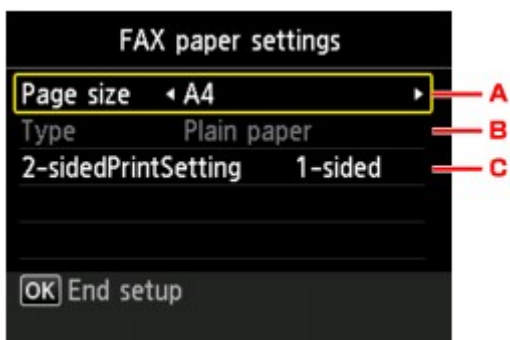 FAX paper settings
Page size A4 A
Type Plain paper B
2-sidedPrintSetting 1-sided C
OK End setup